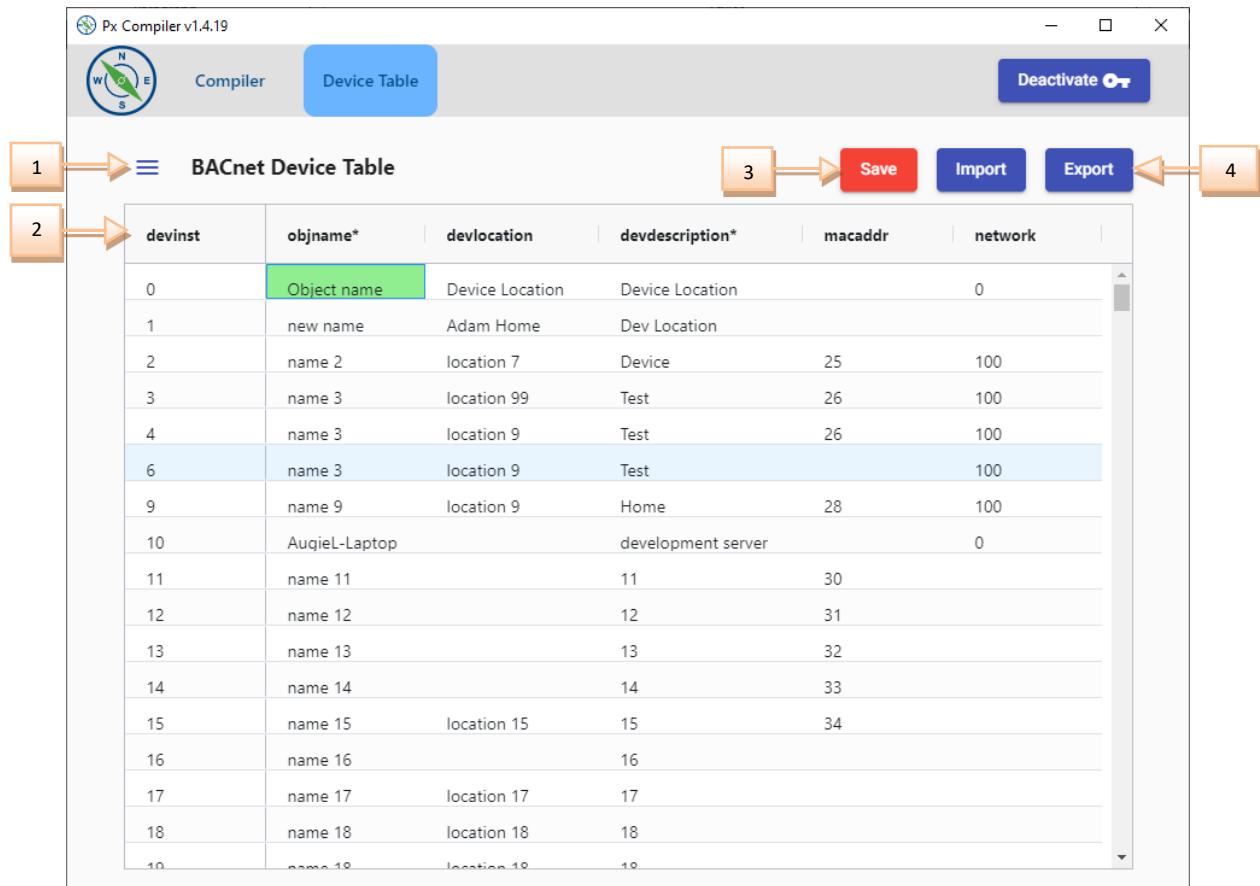 Px Compiler v1.4.19
N
W E
S
Compiler Device Table Deactivate
1 BACnet Device Table 3 Save Import Export 4
2 devinst objname* devlocation devdescription* macaddr network
0 Object name Device Location Device Location 0
1 new name Adam Home Dev Location
2 name 2 location 7 Device 25 100
3 name 3 location 99 Test 26 100
4 name 3 location 9 Test 26 100
6 name 3 location 9 Test 100
9 name 9 location 9 Home 28 100
10 AugieL-Laptop development server 0
11 name 11 11 30
12 name 12 12 31
13 name 13 13 32
14 name 14 14 33
15 name 15 location 15 15 34
16 name 16 16
17 name 17 location 17 17
18 name 18 location 18 18